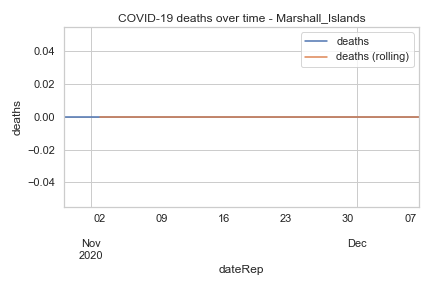 COVID-19 deaths over time - Marshall_Islands
deaths
deaths (rolling)
deaths
0.04
0.02
0.00
−0.02
−0.04
02 09 16 23 30 07
Nov Dec
2020
dateRep